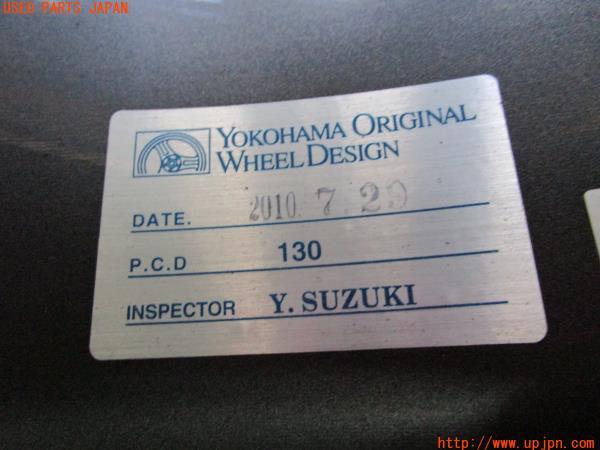 USED PARTS JAPAN
YOKOHAMA ORIGINAL
WHEEL DESIGN
DATE. 2010. 7. 29
P.C.D 130
INSPECTOR Y. SUZUKI
http://www.upjpn.com/